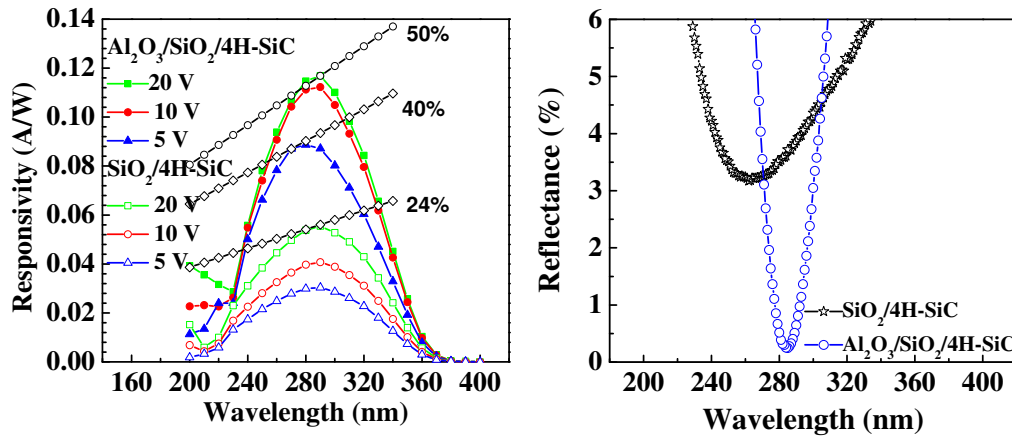 0.14
0.12
0.10
0.08
0.06
0.04
0.02
0.00
Responsivity (A/W)
Al2O3/SiO2/4H-SiC
20 V
10 V
5 V
SiO2/4H-SiC
20 V
10 V
5 V
50%
40%
24%
160 200 240 280 320 360 400
Wavelength (nm)
6
5
4
3
2
1
0
Reflectance (%)
SiO2/4H-SiC
Al2O3/SiO2/4H-SiC
200 240 280 320 360 400
Wavelength (nm)